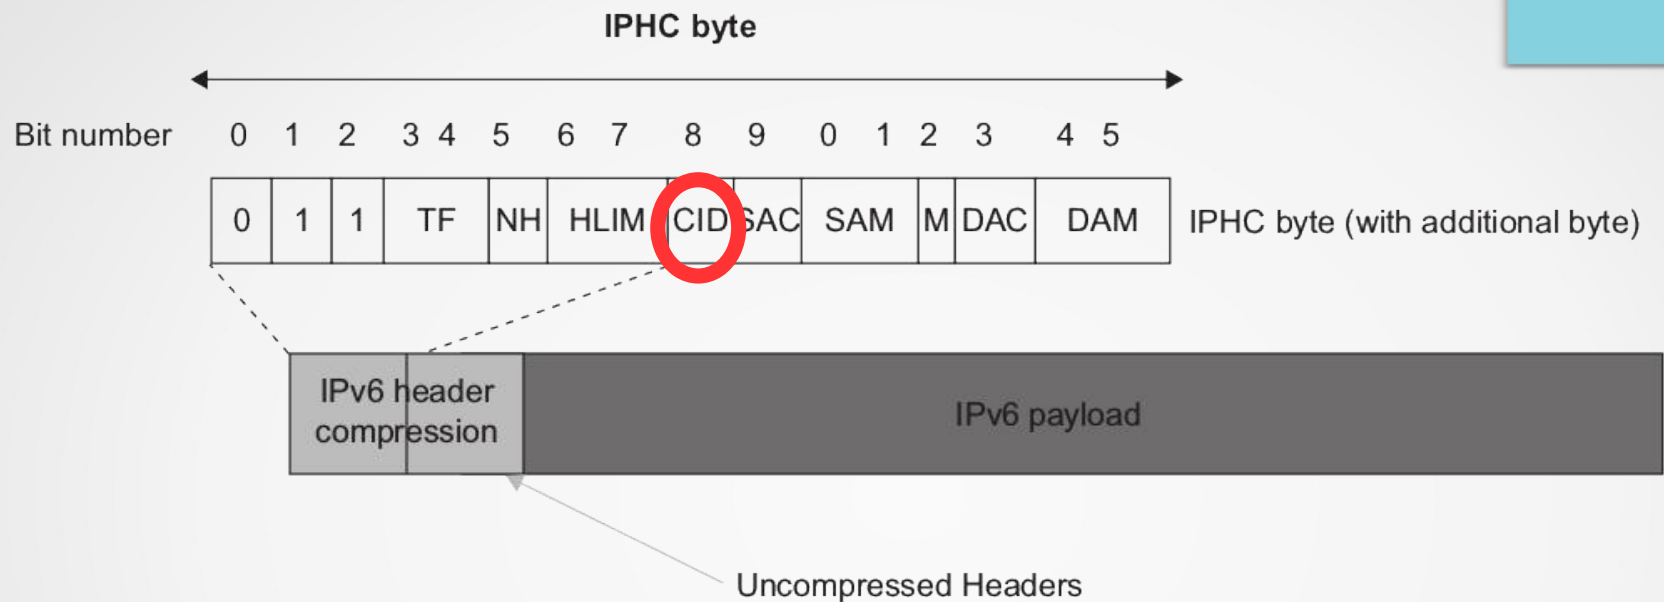 IPHC byte
Bit number 0 1 2 3 4 5 6 7 8 9 0 1 2 3 4 5
0 1 1 TF NH HLIM CID SAC SAM M DAC DAM IPHC byte (with additional byte)
IPv6 header
compression
IPv6 payload
Uncompressed Headers